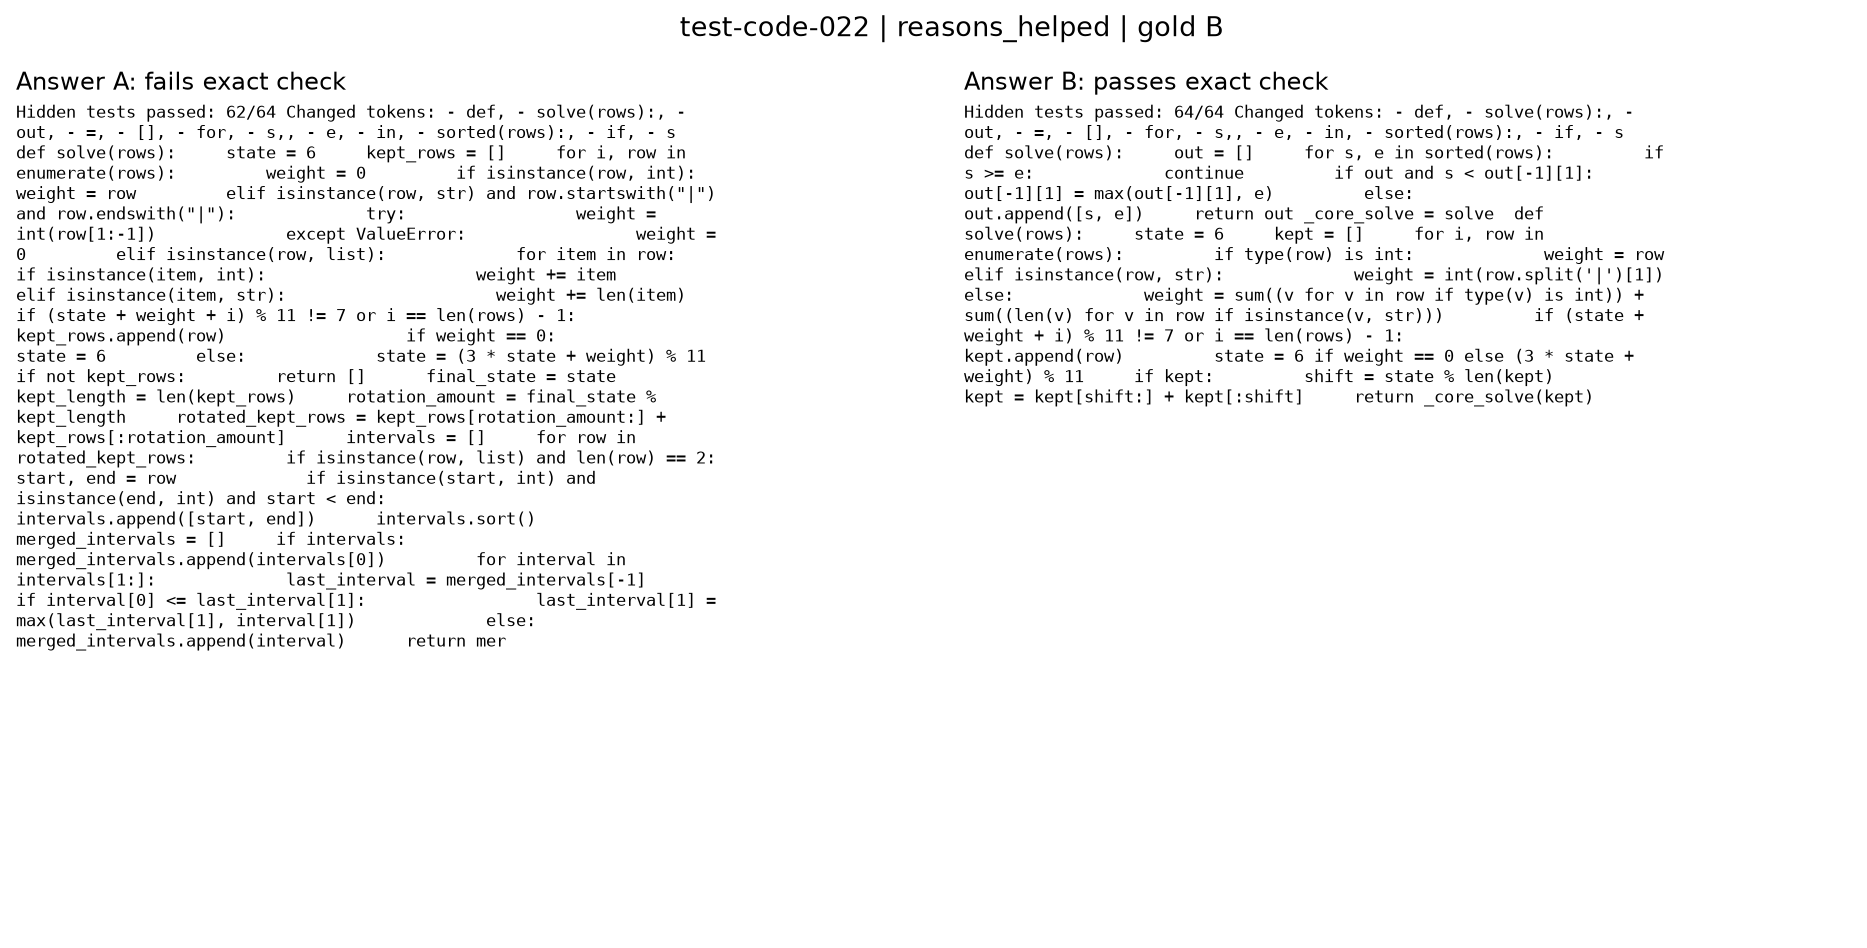 test-code-022 | reasons_helped | gold B
Answer A: fails exact check
Hidden tests passed: 62/64 Changed tokens: - def, - solve(rows):, -
out, - =, - [], - for, - s,, - e, - in, - sorted(rows):, - if, - s
def solve(rows):     state = 6     kept_rows = []     for i, row in
enumerate(rows):         weight = 0         if isinstance(row, int):
weight = row         elif isinstance(row, str) and row.startswith("|")
and row.endswith("|"):             try:                 weight =
int(row[1:-1])             except ValueError:                 weight =
0         elif isinstance(row, list):             for item in row:
if isinstance(item, int):                     weight += item
elif isinstance(item, str):                     weight += len(item)
if (state + weight + i) % 11 != 7 or i == len(rows) - 1:
kept_rows.append(row)                  if weight == 0:
state = 6         else:             state = (3 * state + weight) % 11
if not kept_rows:         return []      final_state = state
kept_length = len(kept_rows)     rotation_amount = final_state %
kept_length     rotated_kept_rows = kept_rows[rotation_amount:] +
kept_rows[:rotation_amount]      intervals = []     for row in
rotated_kept_rows:         if isinstance(row, list) and len(row) == 2:
start, end = row             if isinstance(start, int) and
isinstance(end, int) and start < end:
intervals.append([start, end])      intervals.sort()
merged_intervals = []     if intervals:
merged_intervals.append(intervals[0])         for interval in
intervals[1:]:             last_interval = merged_intervals[-1]
if interval[0] <= last_interval[1]:                 last_interval[1] =
max(last_interval[1], interval[1])              else:
merged_intervals.append(interval)      return mer
Answer B: passes exact check
Hidden tests passed: 64/64 Changed tokens: - def, - solve(rows):, -
out, - =, - [], - for, - s,, - e, - in, - sorted(rows):, - if, - s
def solve(rows):     out = []     for s, e in sorted(rows):         if
s >= e:             continue         if out and s < out[-1][1]:
out[-1][1] = max(out[-1][1], e)         else:
out.append([s, e])     return out _core_solve = solve  def
solve(rows):     state = 6     kept = []     for i, row in
enumerate(rows):         if type(row) is int:             weight = row
elif isinstance(row, str):             weight = int(row.split('|')[1])
else:             weight = sum((v for v in row if type(v) is int)) +
sum((len(v) for v in row if isinstance(v, str)))         if (state +
weight + i) % 11 != 7 or i == len(rows) - 1:
kept.append(row)         state = 6 if weight == 0 else (3 * state +
weight) % 11     if kept:         shift = state % len(kept)
kept = kept[shift:] + kept[:shift]     return _core_solve(kept)